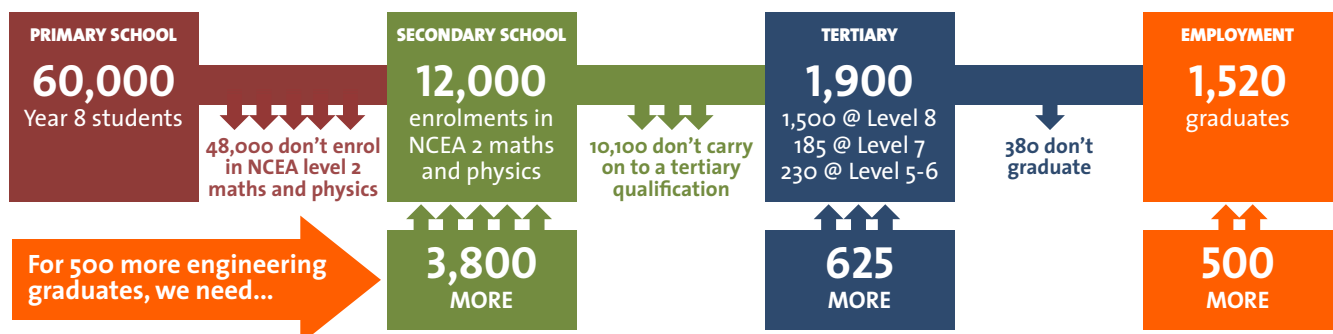 PRIMARY SCHOOL
60,000
Year 8 students
48,000 don't enrol
in NCEA level 2
maths and physics
SECONDARY SCHOOL
12,000
enrolments in
NCEA 2 maths
and physics
10,100 don't carry
on to a tertiary
qualification
TERTIARY
1,900
1,500 @ Level 8
185 @ Level 7
230 @ Level 5-6
380 don't
graduate
EMPLOYMENT
1,520
graduates
For 500 more engineering
graduates, we need...
3,800
MORE
625
MORE
500
MORE